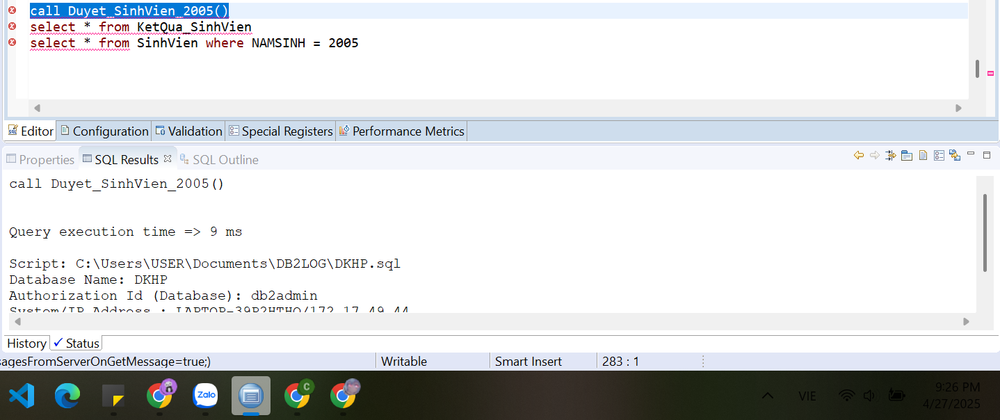 call Duyet_SinhVien_2005()
select * from KetQua_SinhVien
select * from SinhVien where NAMSINH = 2005
Editor Configuration Validation Special Registers Performance Metrics
Properties SQL Results SQL Outline
call Duyet_SinhVien_2005()
Query execution time => 9 ms
Script: C:\Users\USER\Documents\DB2LOG\DKHP.sql
Database Name: DKHP
Authorization Id (Database): db2admin
System/IP Address : 172.17.49.44
History Status
sagesFromServerOnGetMessage=true;) Writable Smart Insert 283 : 1
Zalo C VIE 9:26 PM
4/27/2025